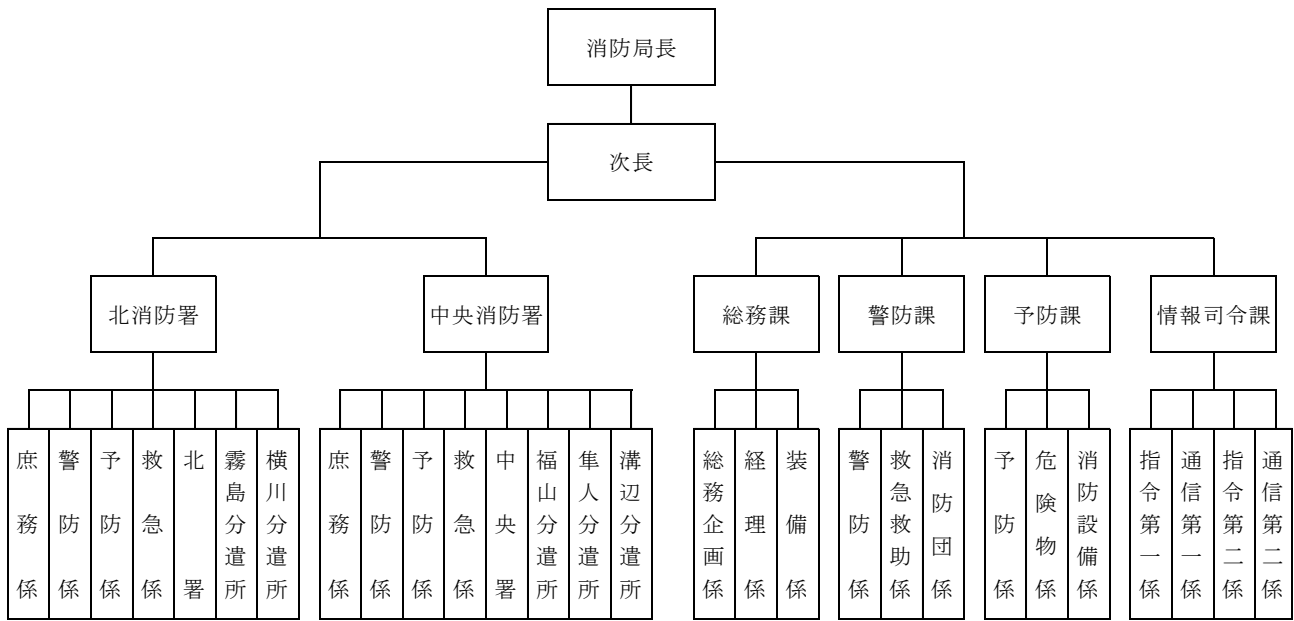 消防局長
次長
北消防署
中央消防署
総務課
警防課
予防課
情報司令課
庶務係
警防係
予防係
救急係
北署
霧島分遣所
横川分遣所
庶務係
警防係
予防係
救急係
中央署
福山分遣所
隼人分遣所
溝辺分遣所
総務企画係
経理係
装備係
警防係
救急救助係
消防団係
予防係
危険物係
消防設備係
指令第一係
通信第一係
指令第二係
通信第二係